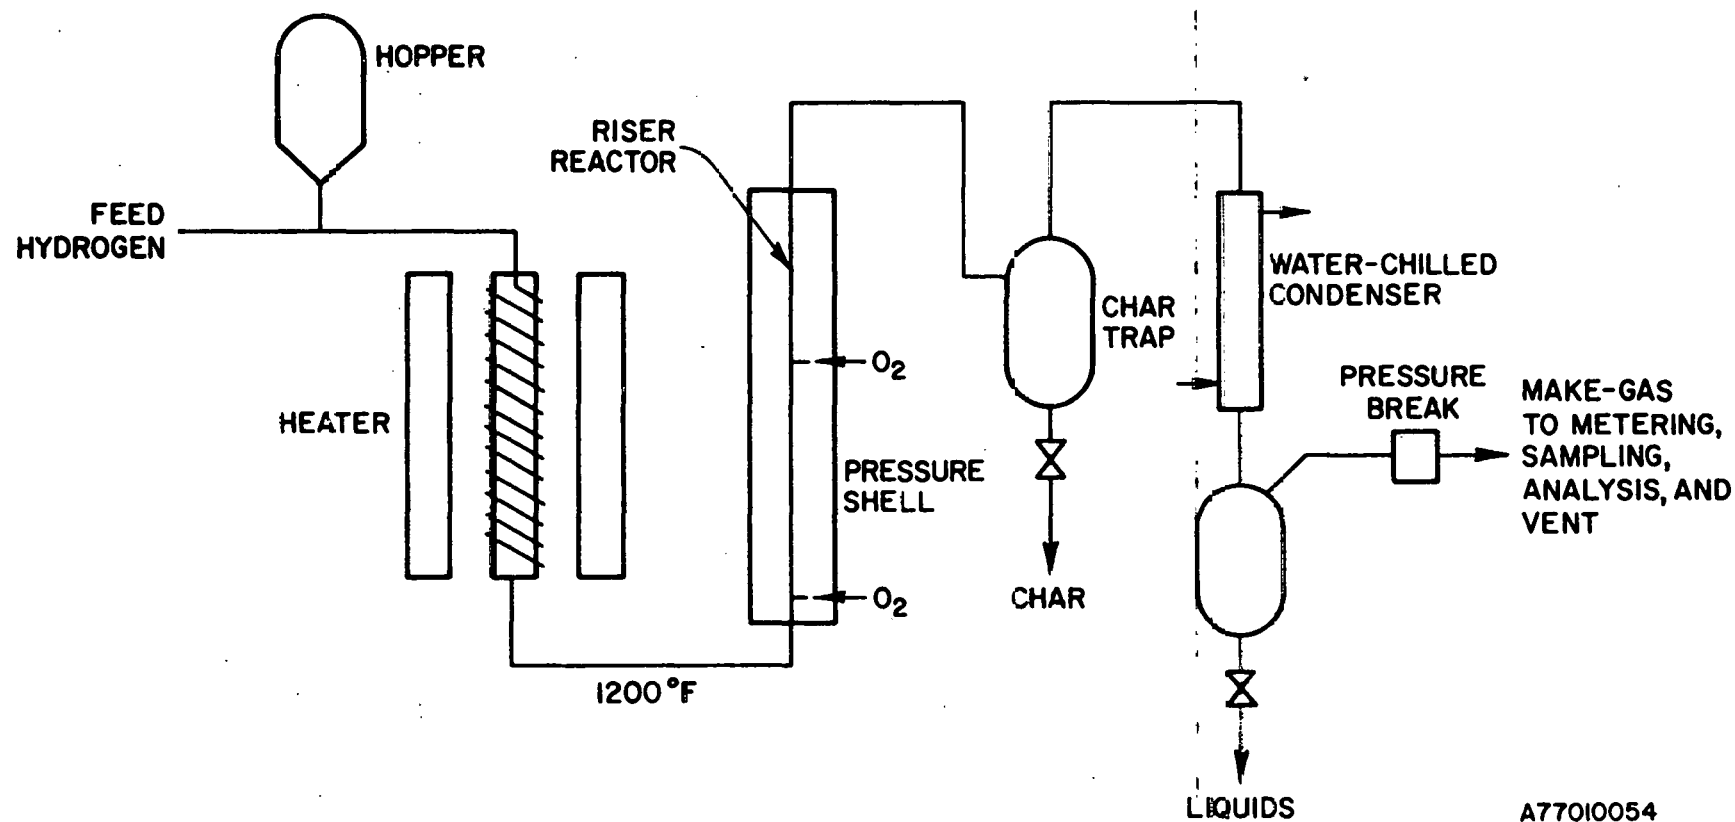 HOPPER
FEED
HYDROGEN
RISER
REACTOR
HEATER
1200°F
O2
O2
PRESSURE
SHELL
CHAR
TRAP
CHAR
WATER-CHILLED
CONDENSER
PRESSURE
BREAK
MAKE-GAS
TO METERING,
SAMPLING,
ANALYSIS, AND
VENT
LIQUIDS
A77010054